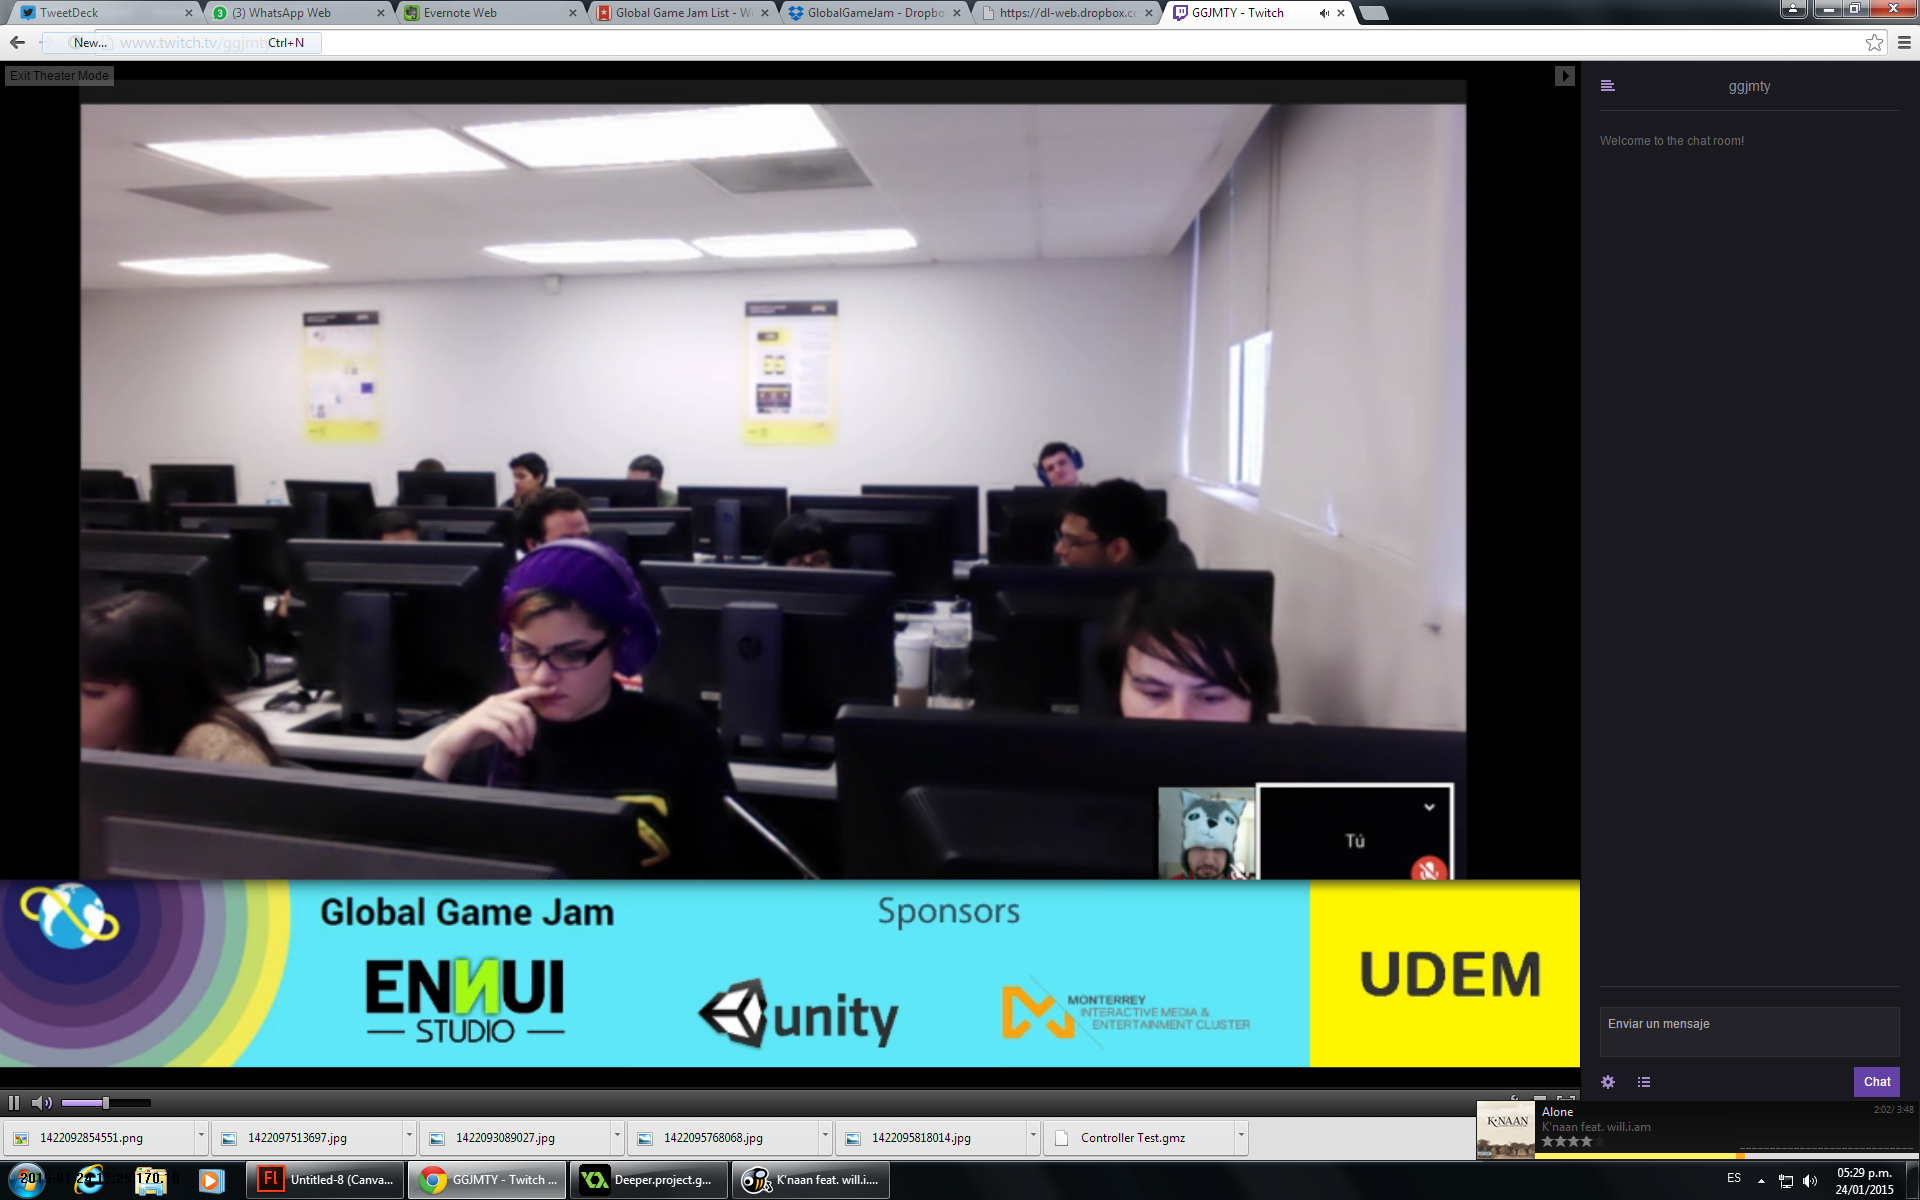 TweetDeck
(3) WhatsApp Web
Evernote Web
Global Game Jam List - W
GlobalGameJam - Dropbo
https://dl-web.dropbox.co
GGJMTY - Twitch
New...
www.twitch.tv/ggjmt
Ctrl+N
Exit Theater Mode
ggjmty
Welcome to the chat room!
Tú
Global Game Jam
Sponsors
ENNUI
STUDIO
unity
MONTERREY
INTERACTIVE MEDIA &
ENTERTAINMENT CLUSTER
UDEM
Enviar un mensaje
Chat
1422092854551.png
1422097513697.jpg
1422093089027.jpg
1422095768068.jpg
1422095818014.jpg
Controller Test.gmz
K'NAAN
Alone
2:02/ 3:48
K'naan feat. will.i.am
Untitled-8 (Canva...
GGJMTY - Twitch ...
Deeper.project.g...
K'naan feat. will.i....
ES
05:29 p.m.
24/01/2015